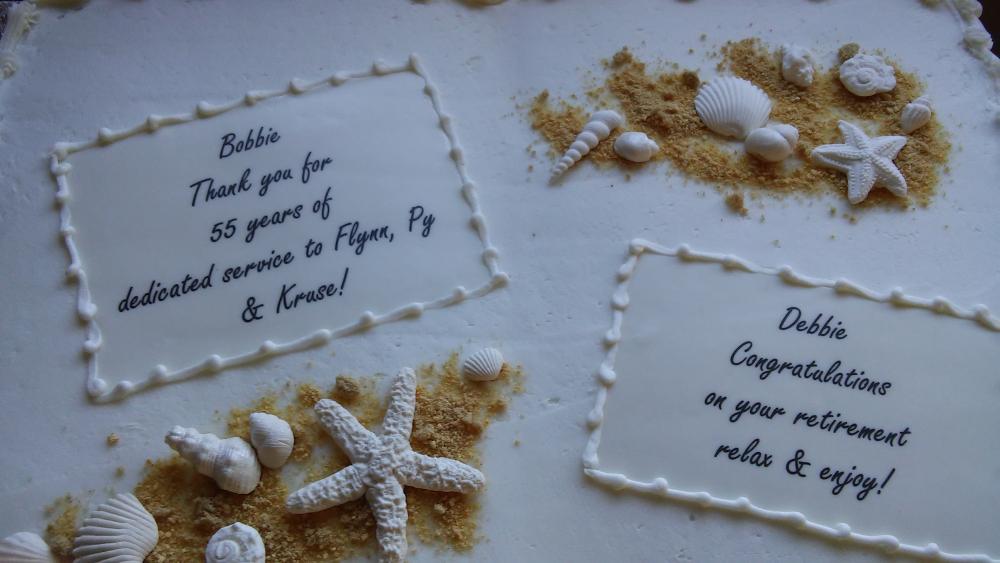 Bobbie
Thank you for
55 years of
dedicated service to Flynn, Py
& Kruse!
Debbie
Congratulations
on your retirement
relax & enjoy!